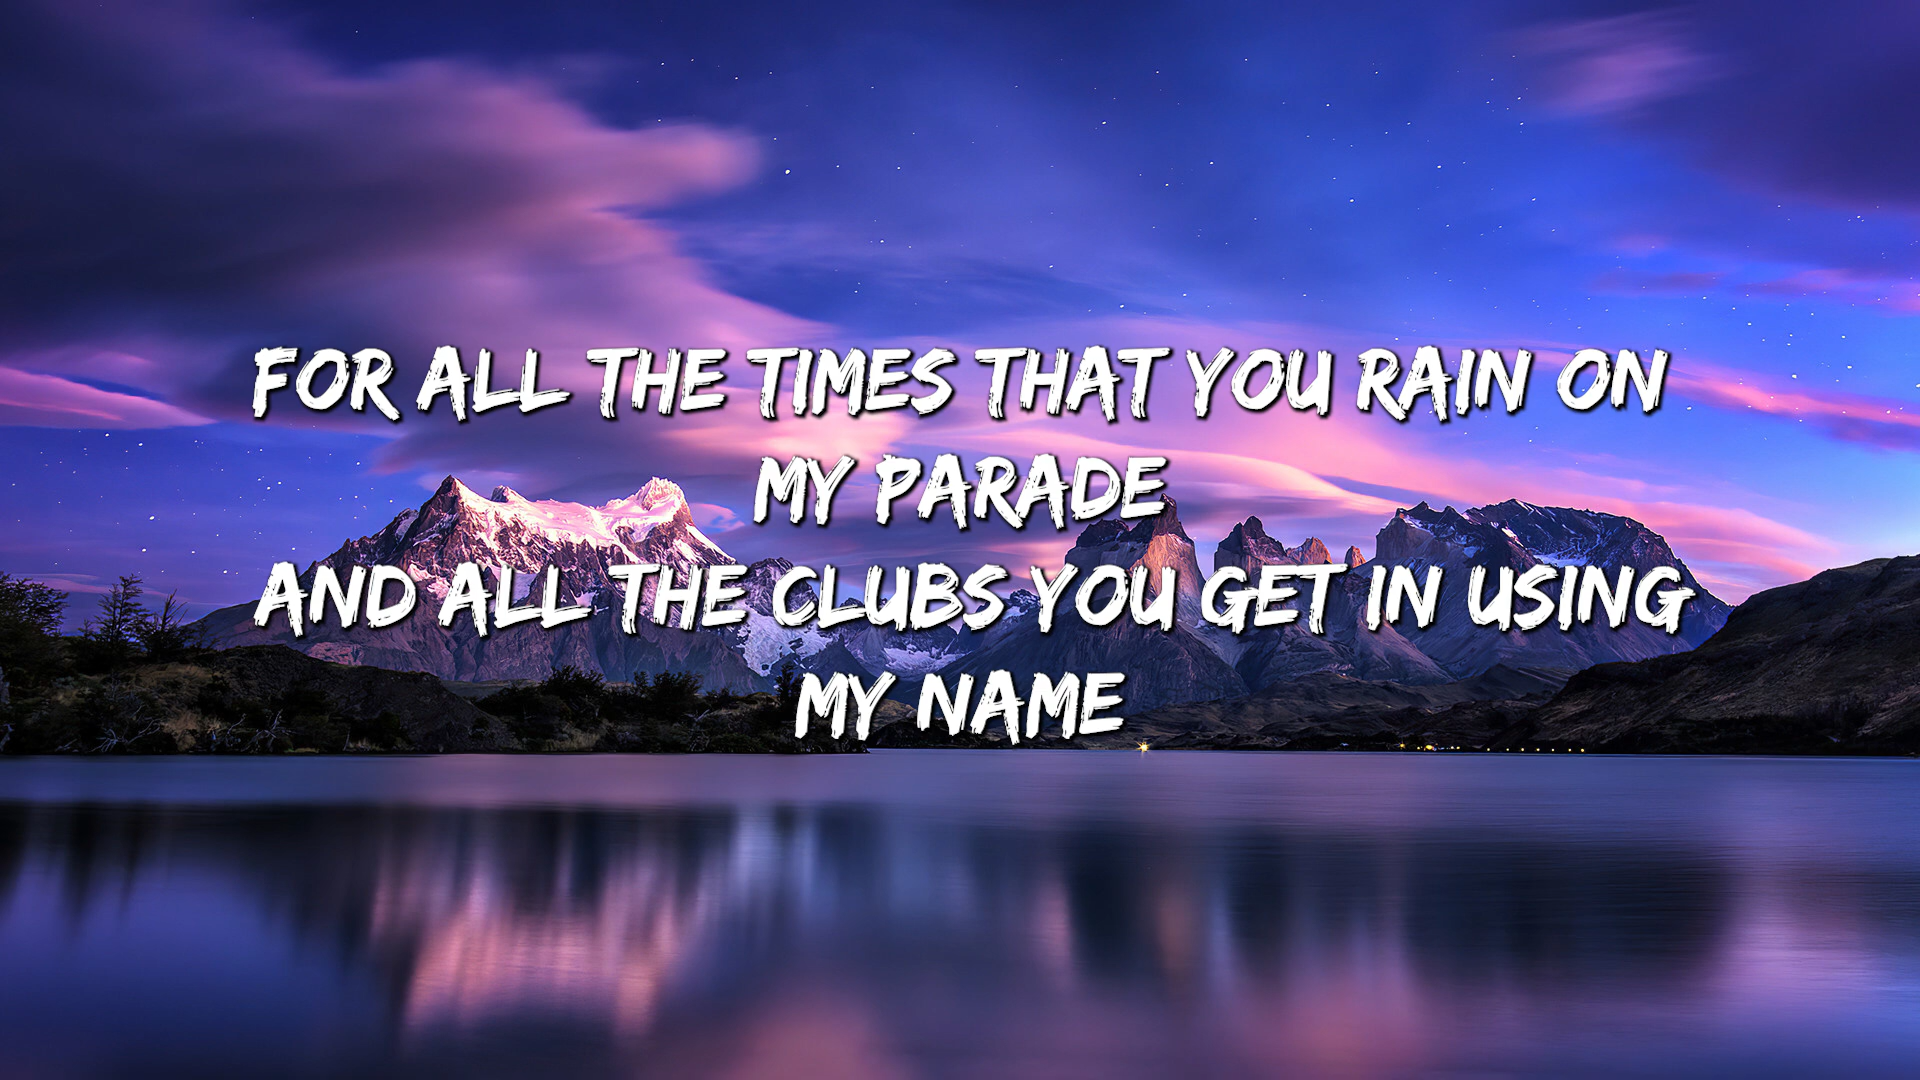 FOR ALL THE TIMES THAT YOU RAIN ON
MY PARADE
AND ALL THE CLUBS YOU GET IN USING
MY NAME